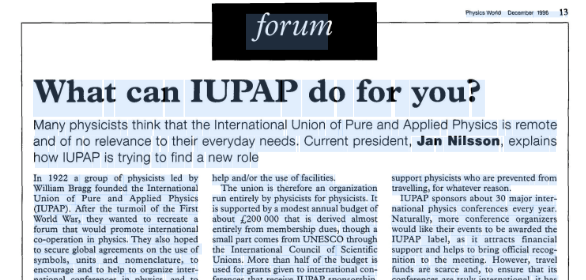 Physics World December 1996 13
forum
What can IUPAP do for you?
Many physicists think that the International Union of Pure and Applied Physics is remote
and of no relevance to their everyday needs. Current president, Jan Nilsson, explains
how IUPAP is trying to find a new role
In 1922 a group of physicists led by
William Bragg founded the International
Union of Pure and Applied Physics
(IUPAP). After the turmoil of the First
World War, they wanted to recreate a
forum that would promote international
co-operation in physics. They also hoped
to secure global agreements on the use of
symbols, units and nomenclature, to
encourage and to help to organize inter-
national conferences in physics, and to
help and/or the use of facilities.
The union is therefore an organization
run entirely by physicists for physicists. It
is supported by a modest annual budget of
about £200 000 that is derived almost
entirely from membership dues, though a
small part comes from UNESCO through
the International Council of Scientific
Unions. More than half of the budget is
used for grants given to international con-
ferences that receive IUPAP sponsorship
support physicists who are prevented from
travelling, for whatever reason.
IUPAP sponsors about 30 major inter-
national physics conferences every year.
Naturally, more conference organizers
would like their events to be awarded the
IUPAP label, as it attracts financial
support and helps to bring official recog-
nition to the meeting. However, travel
funds are scarce and, to ensure that its
conferences are truly international, it has